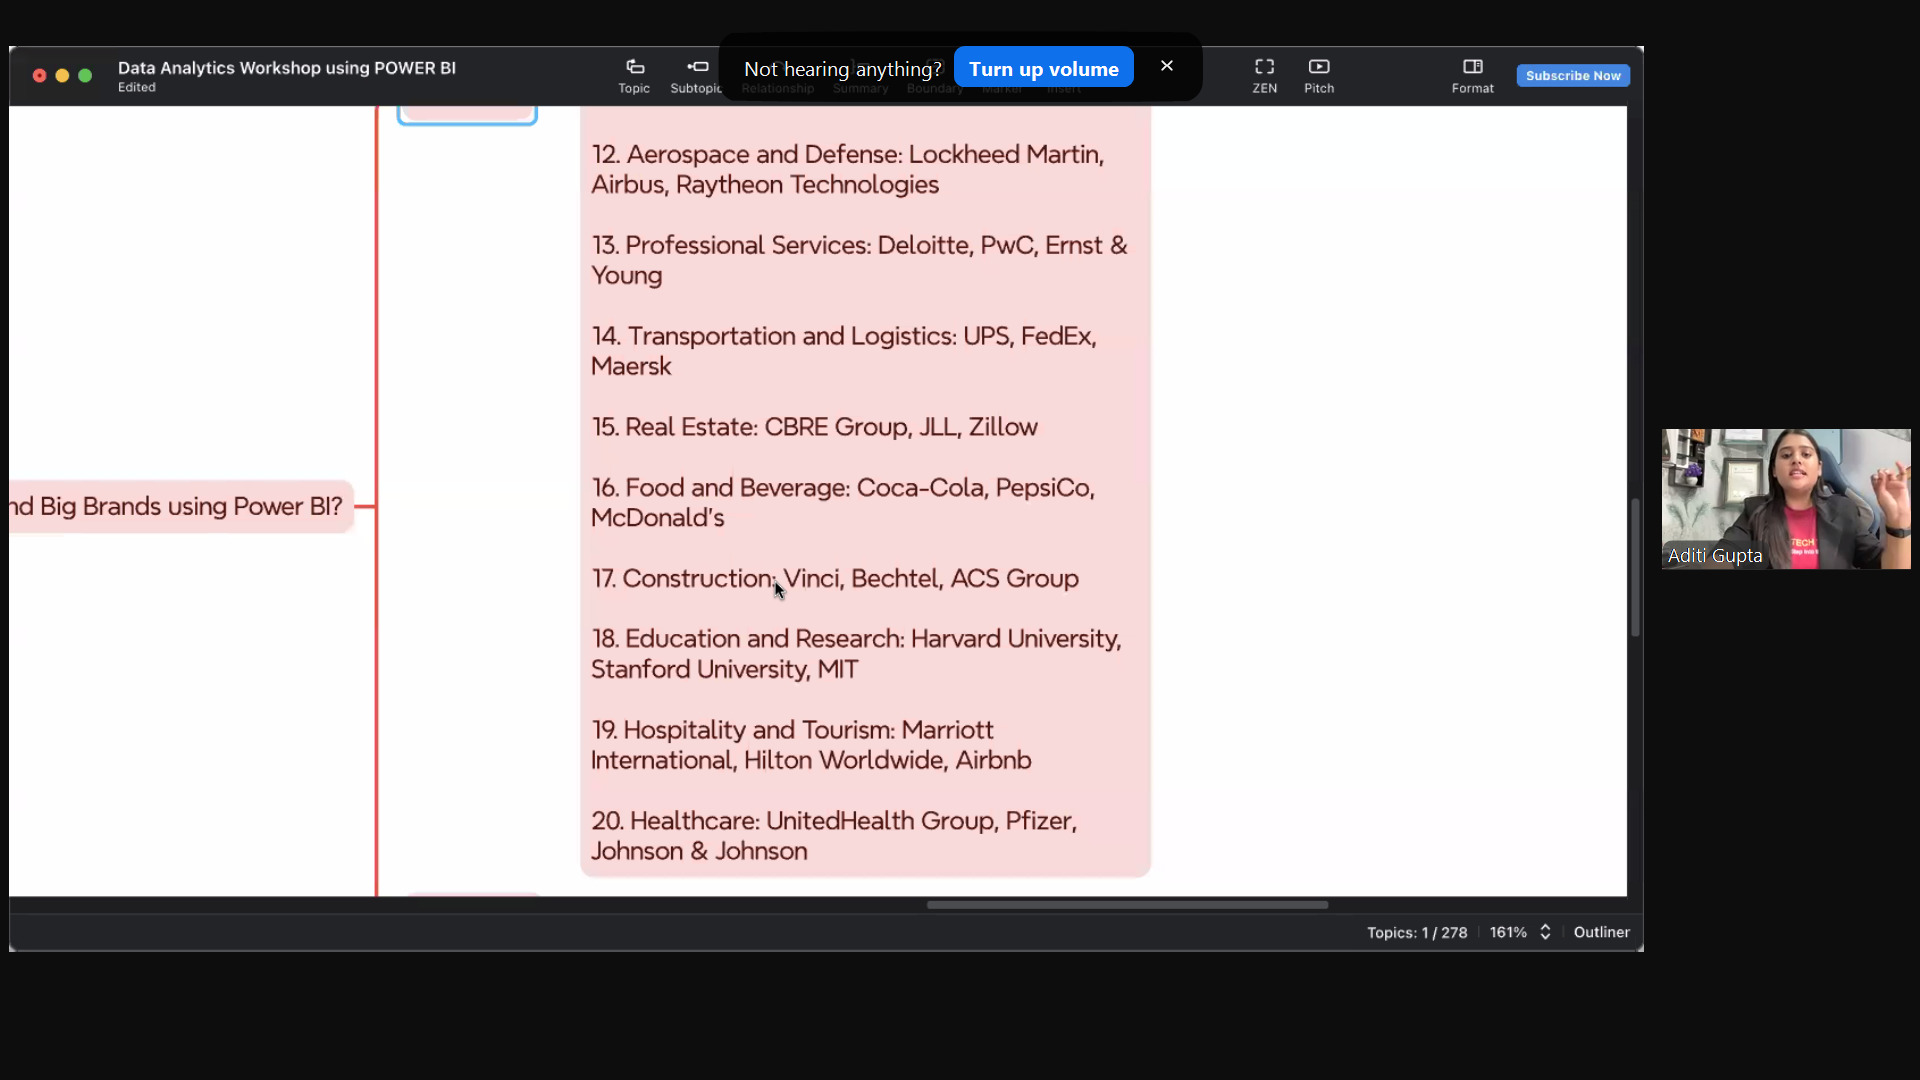 Data Analytics Workshop using POWER BI
Edited
Topic
Subtopic
Relationship
Summary
Boundary
Marker
Insert
Not hearing anything?
Turn up volume
ZEN
Pitch
Format
Subscribe Now
12. Aerospace and Defense: Lockheed Martin,
Airbus, Raytheon Technologies
13. Professional Services: Deloitte, PwC, Ernst &
Young
14. Transportation and Logistics: UPS, FedEx,
Maersk
15. Real Estate: CBRE Group, JLL, Zillow
16. Food and Beverage: Coca-Cola, PepsiCo,
McDonald's
nd Big Brands using Power BI?
17. Construction: Vinci, Bechtel, ACS Group
18. Education and Research: Harvard University,
Stanford University, MIT
19. Hospitality and Tourism: Marriott
International, Hilton Worldwide, Airbnb
20. Healthcare: UnitedHealth Group, Pfizer,
Johnson & Johnson
TECH
Aditi Gupta
Topics: 1 / 278
161%
Outliner